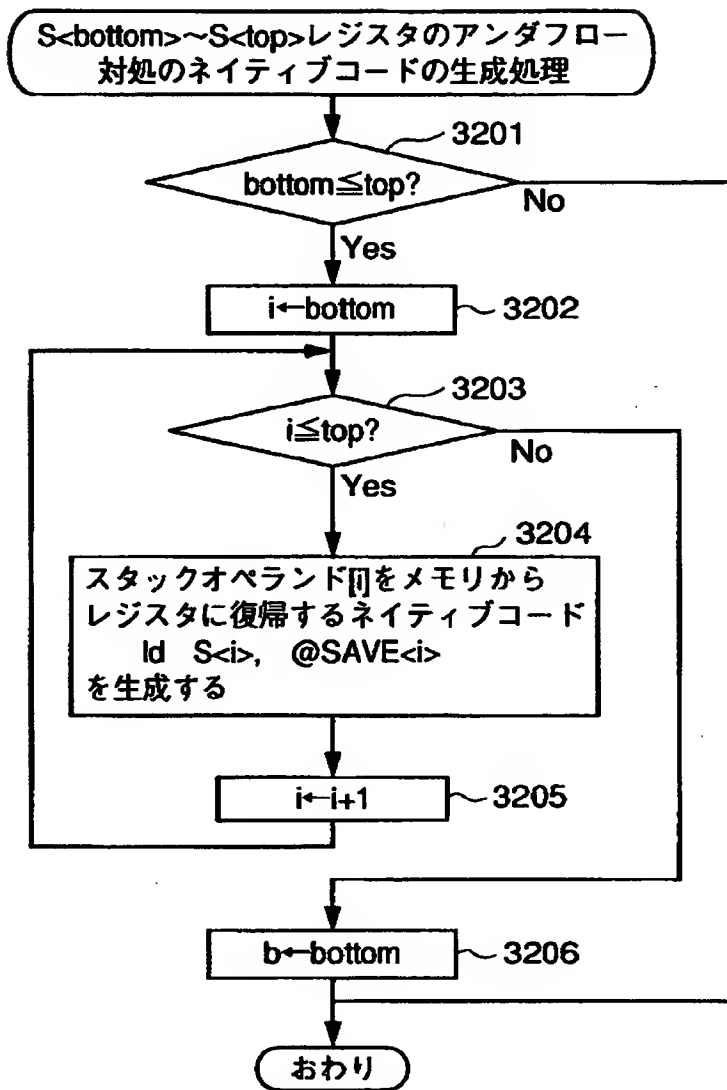 S<bottom>~S<top>レジスタのアンダフロー
対処のネイティブコードの生成処理
3201
bottom≦top?
No
Yes
i←bottom
3202
3203
i≦top?
No
Yes
3204
スタックオペランド[i]をメモリから
レジスタに復帰するネイティブコード
ld S<i>, @SAVE<i>
を生成する
i←i+1
3205
b←bottom
3206
おわり